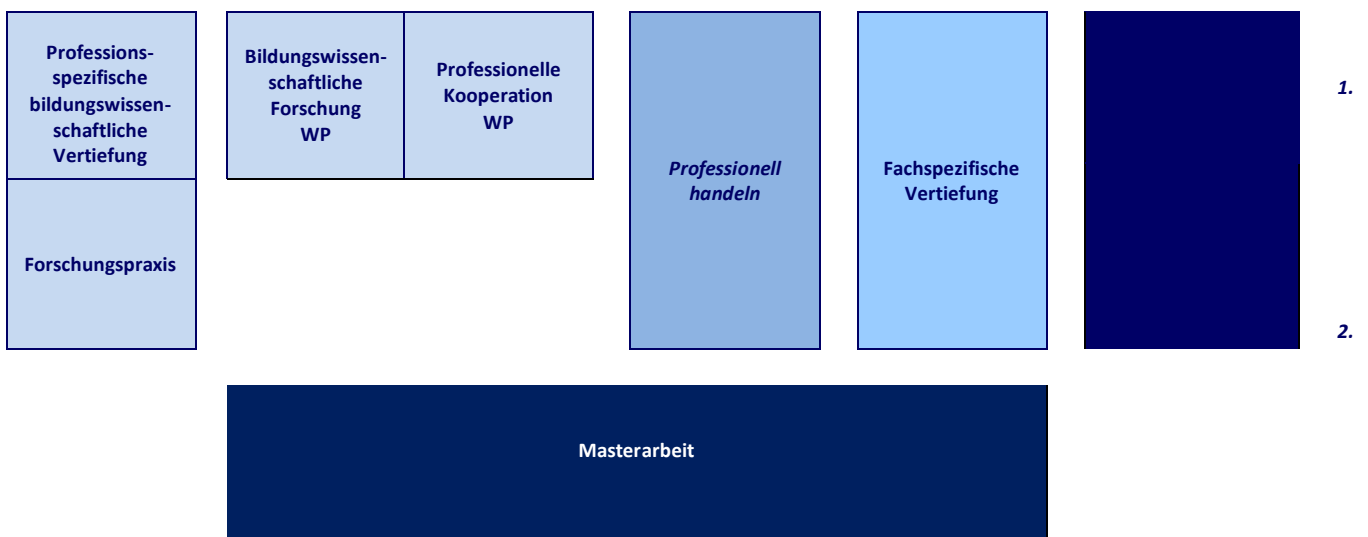 Professions-
spezifische
bildungswissen-
schaftliche
Vertiefung
Bildungswissen-
schaftliche
Forschung
WP
Professionelle
Kooperation
WP
1.
Professionell
handeln
Fachspezifische
Vertiefung
Forschungspraxis
2.
Masterarbeit